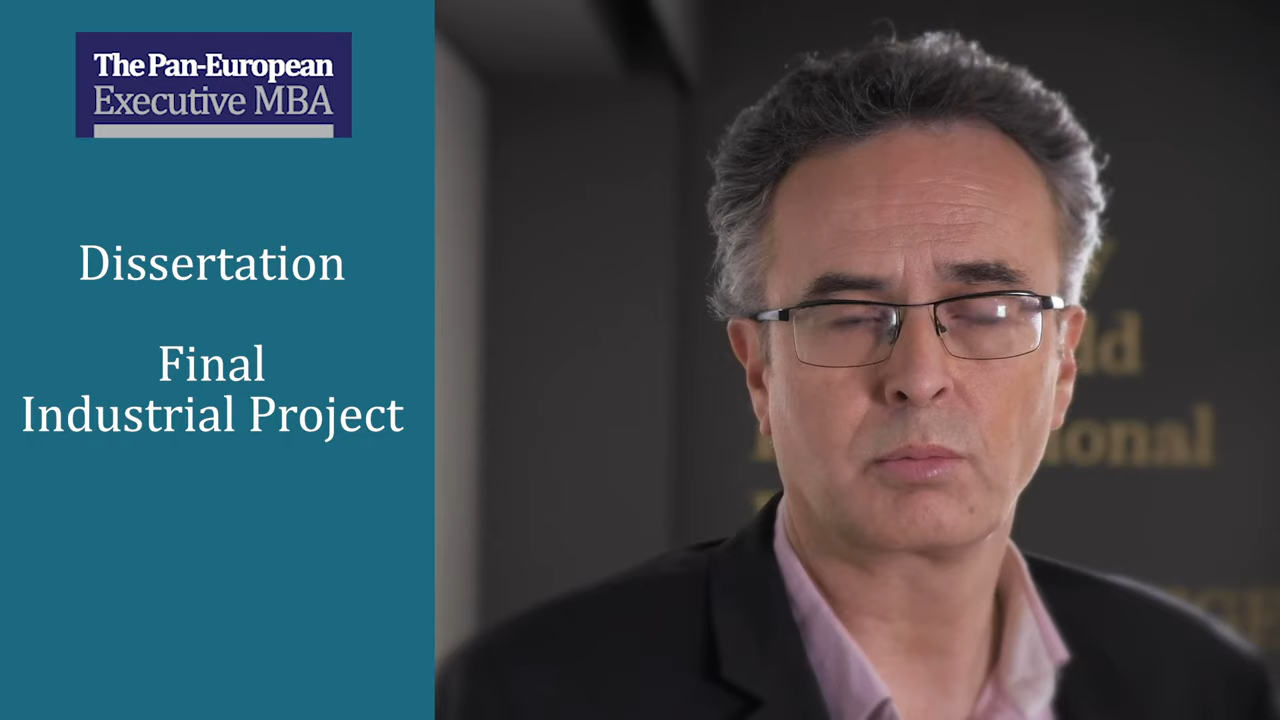 The Pan-European
Executive MBA
Dissertation
Final
Industrial Project